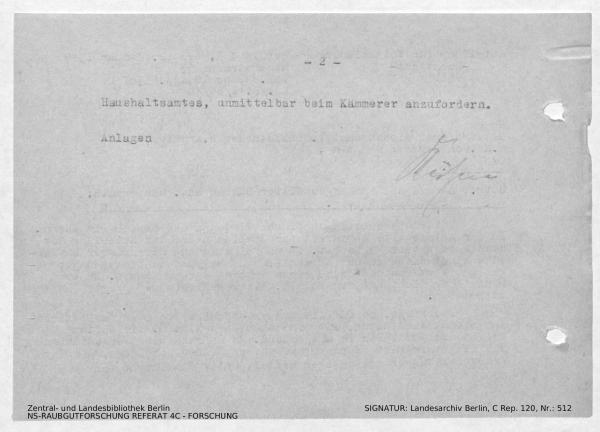 - 2 -
Haushaltsamtes, unmittelbar beim Kämmerer anzufordern.
Anlagen
Zentral- und Landesbibliothek Berlin
NS-RAUBGUTFORSCHUNG REFERAT 4C - FORSCHUNG
SIGNATUR: Landesarchiv Berlin, C Rep. 120, Nr.: 512